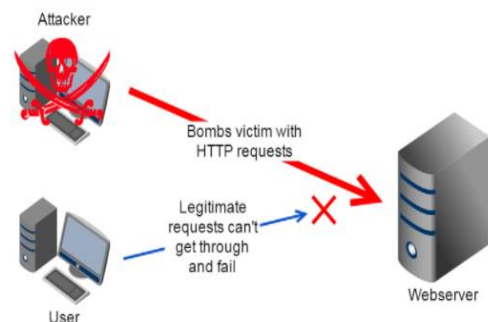 Attacker
Bombs victim with
HTTP requests
Legitimate
requests can't
get through
and fail
Webserver
User